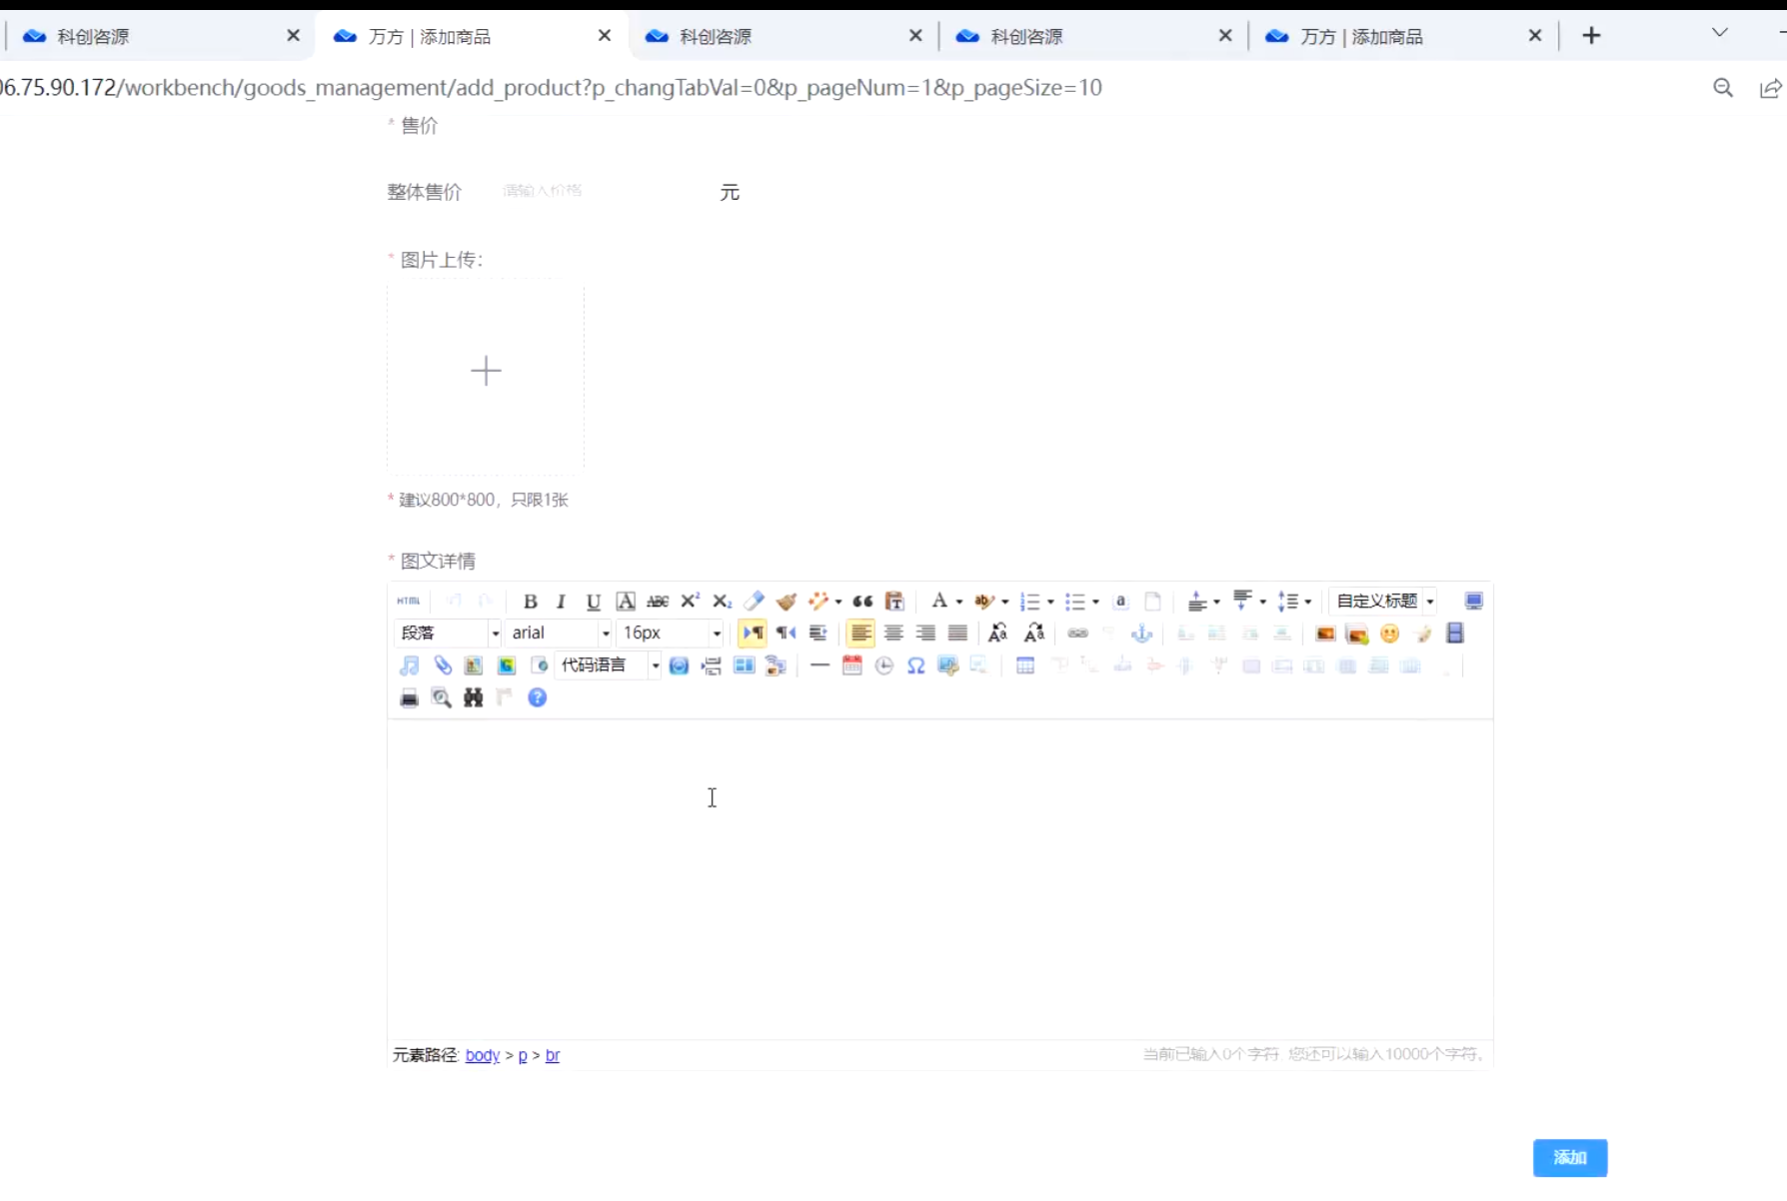 科创咨源
万方 | 添加商品
科创咨源
科创咨源
万方 | 添加商品
06.75.90.172/workbench/goods_management/add_product?p_changTabVal=0&p_pageNum=1&p_pageSize=10
* 售价
整体售价 请输入价格 元
* 图片上传:
* 建议800*800，只限1张
* 图文详情
HTML B I U A ABC X² X₂ A ab a 自定义标题
段落 arial 16px
代码语言 Ω
元素路径: body > p > br
当前已输入0个字符, 您还可以输入10000个字符。
添加